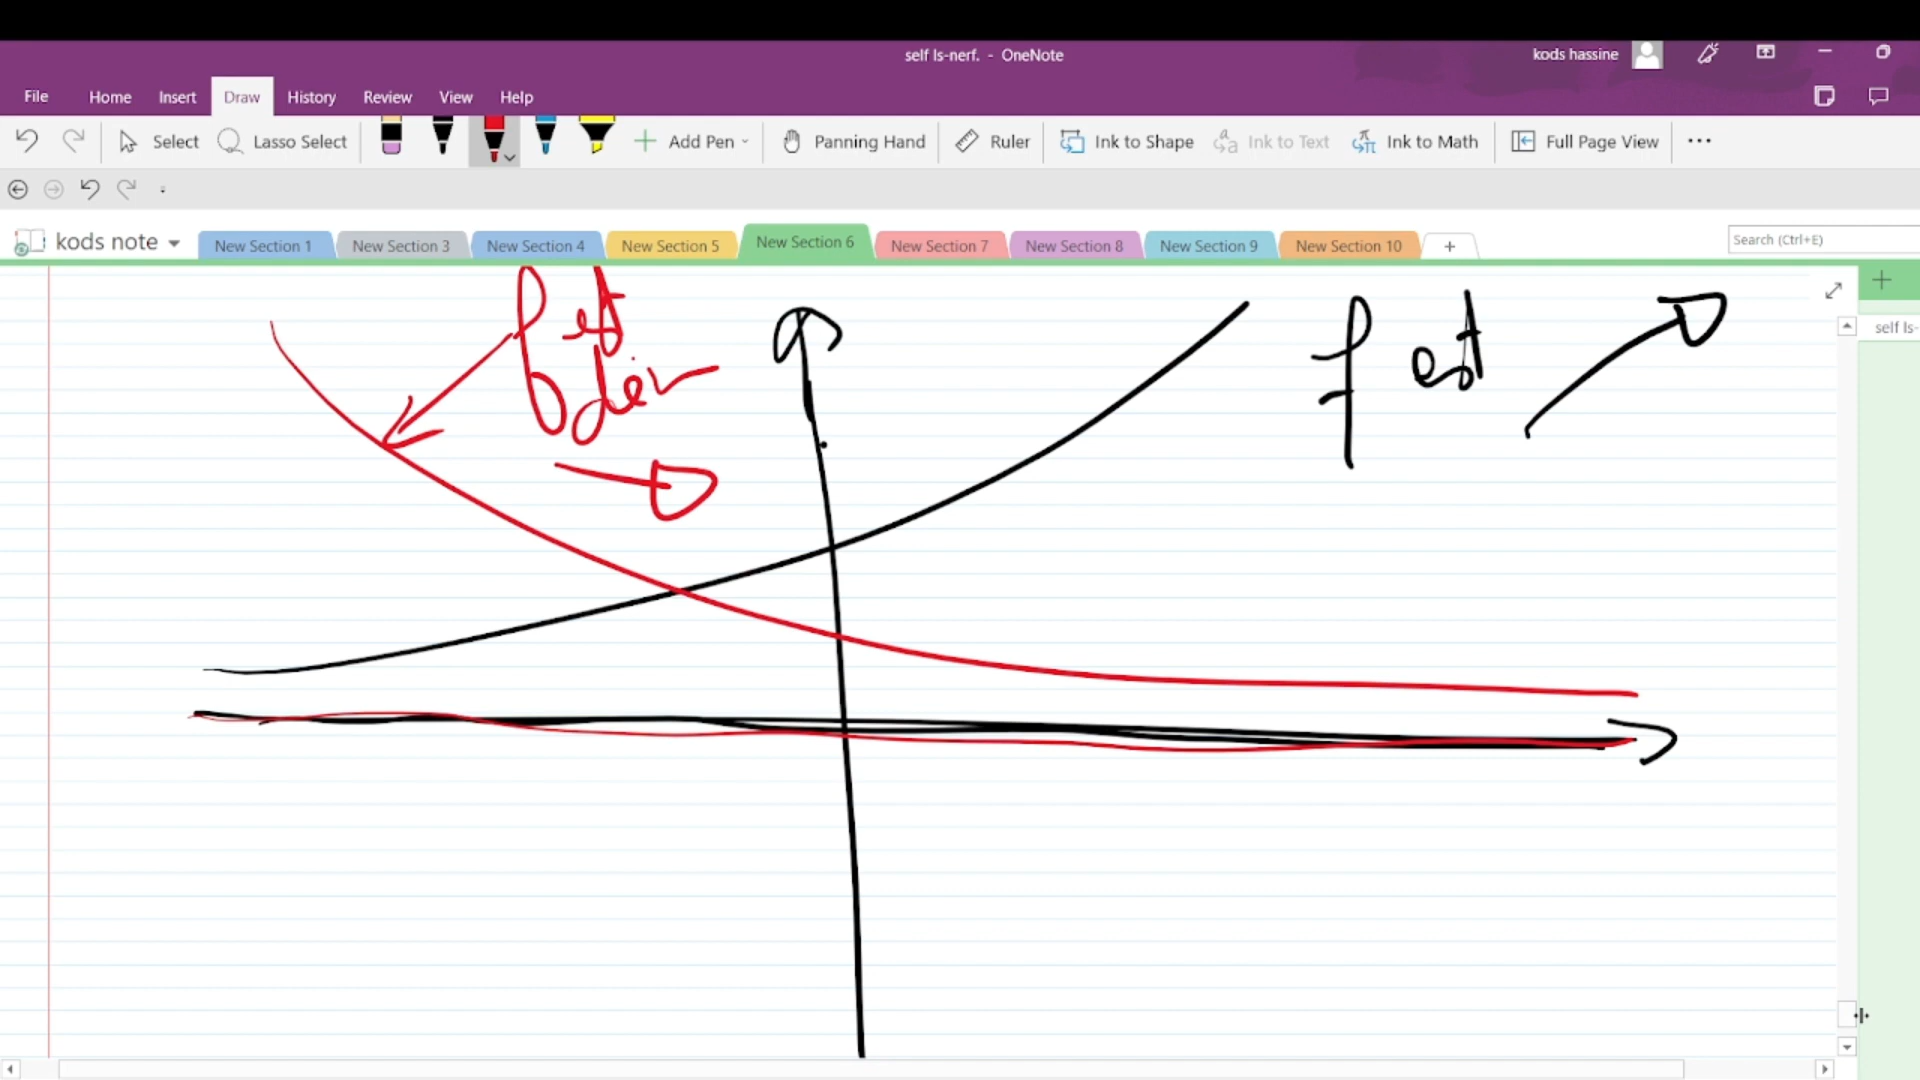 self ls-nerf. - OneNote
kods hassine
File Home Insert Draw History Review View Help
Select Lasso Select Add Pen Panning Hand Ruler Ink to Shape Ink to Text Ink to Math Full Page View
kods note New Section 1 New Section 3 New Section 4 New Section 5 New Section 6 New Section 7 New Section 8 New Section 9 New Section 10 Search (Ctrl+E)
self ls-
f est
f est